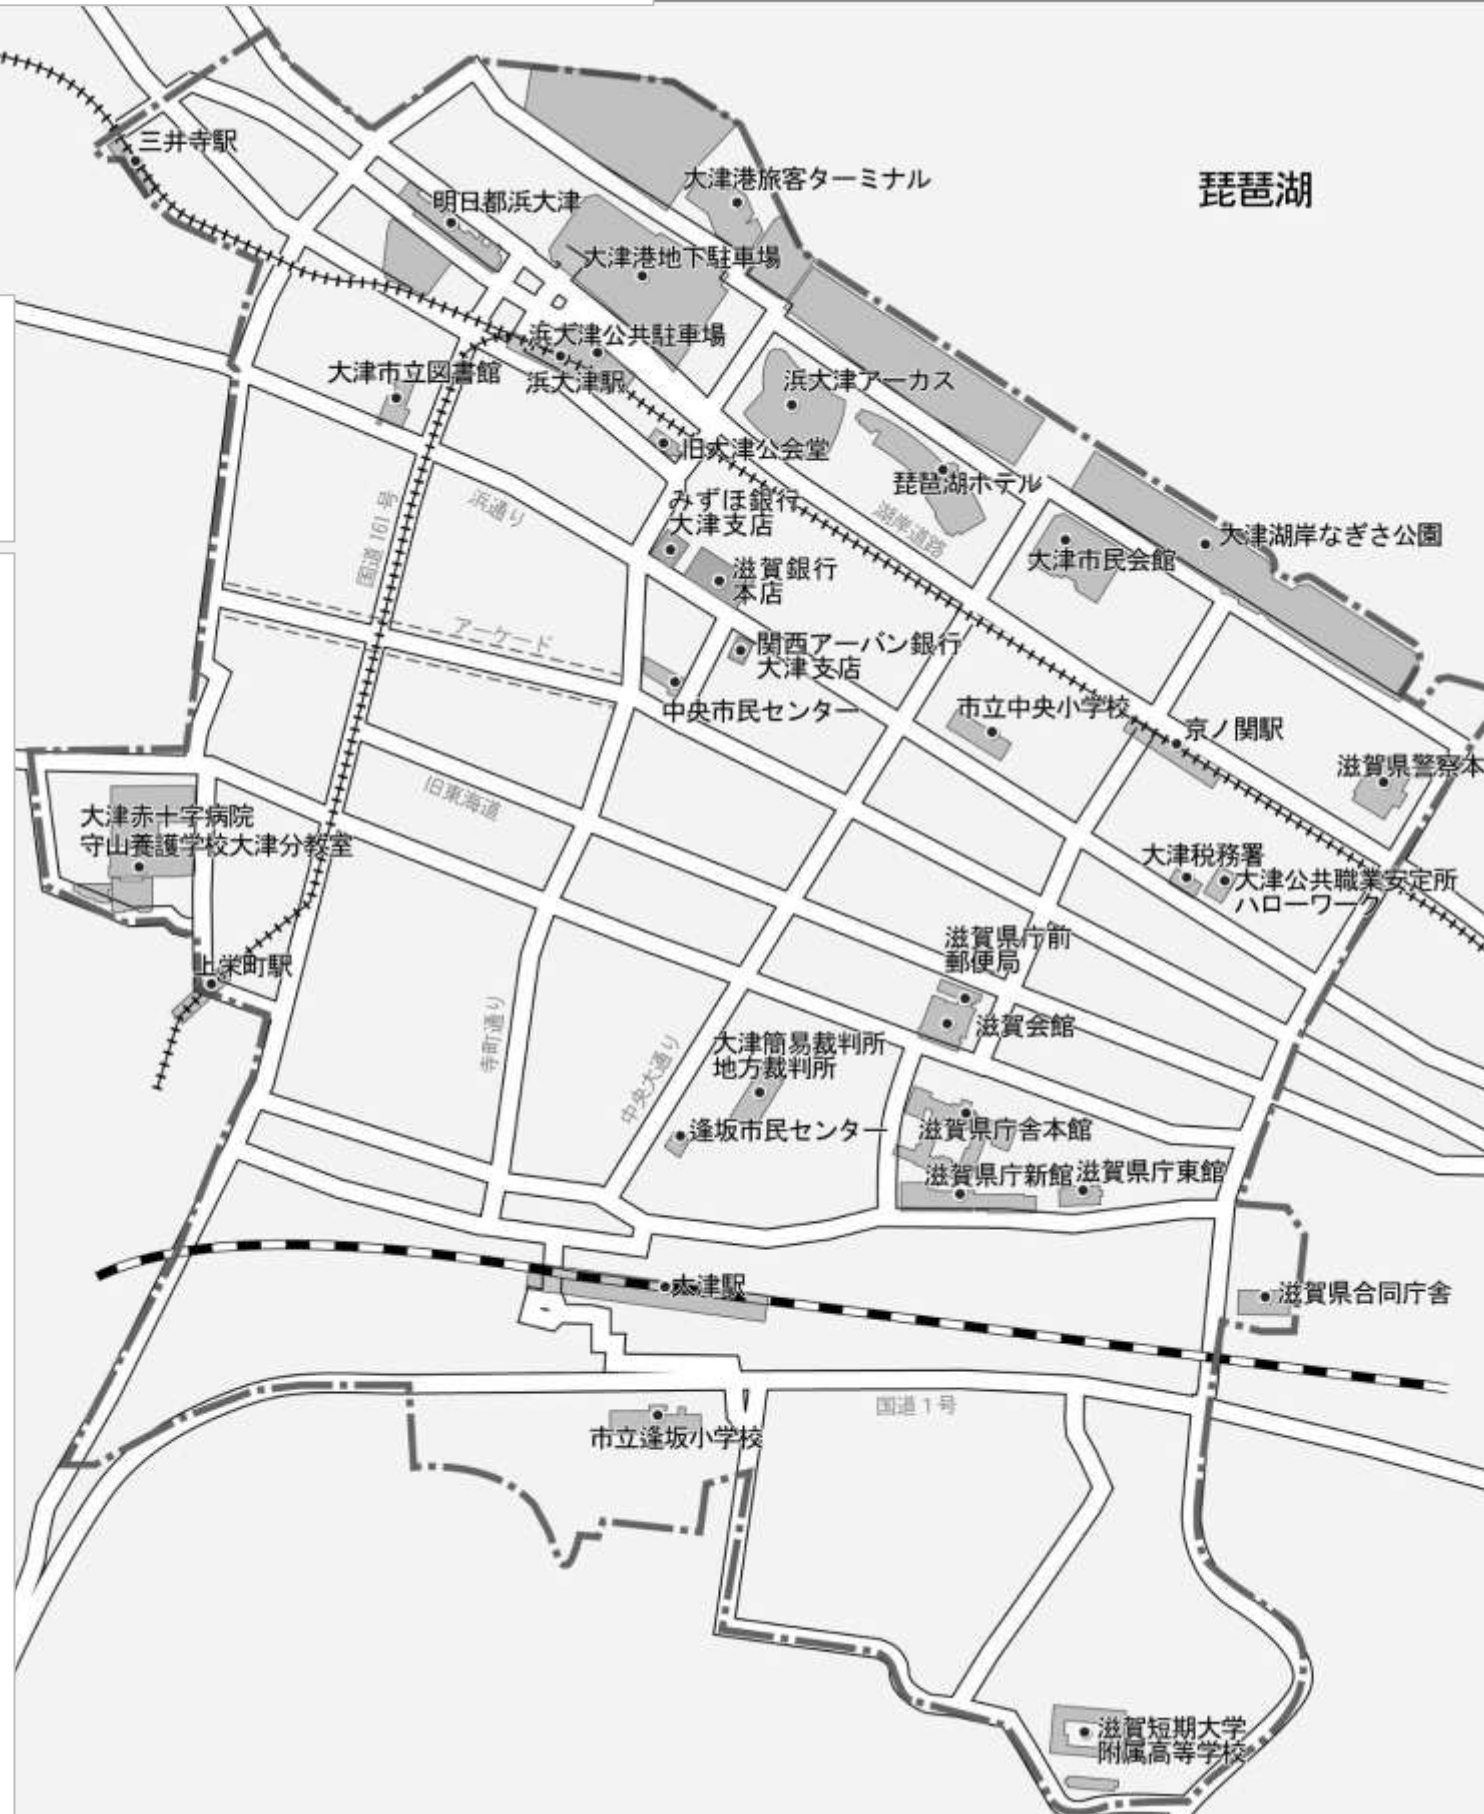 三井寺駅
大津港旅客ターミナル
琵琶湖
明日都浜大津
大津港地下駐車場
浜大津公共駐車場
大津市立図書館
浜大津駅
浜大津アーカス
旧大津公会堂
琵琶湖ホテル
みずほ銀行
大津支店
国道 161 号
浜通り
湖岸道路
大津湖岸なぎさ公園
大津市民会館
滋賀銀行
本店
アーケード
関西アーバン銀行
大津支店
中央市民センター
市立中央小学校
京ノ関駅
滋賀県警察本
旧東海道
大津赤十字病院
守山養護学校大津分教室
大津税務署
大津公共職業安定所
ハローワーク
滋賀県庁前
郵便局
上栄町駅
滋賀会館
寺町通り
中央大通り
大津簡易裁判所
地方裁判所
逢坂市民センター
滋賀県庁舎本館
滋賀県庁新館
滋賀県庁東館
大津駅
滋賀県合同庁舎
国道 1 号
市立逢坂小学校
滋賀短期大学
附属高等学校